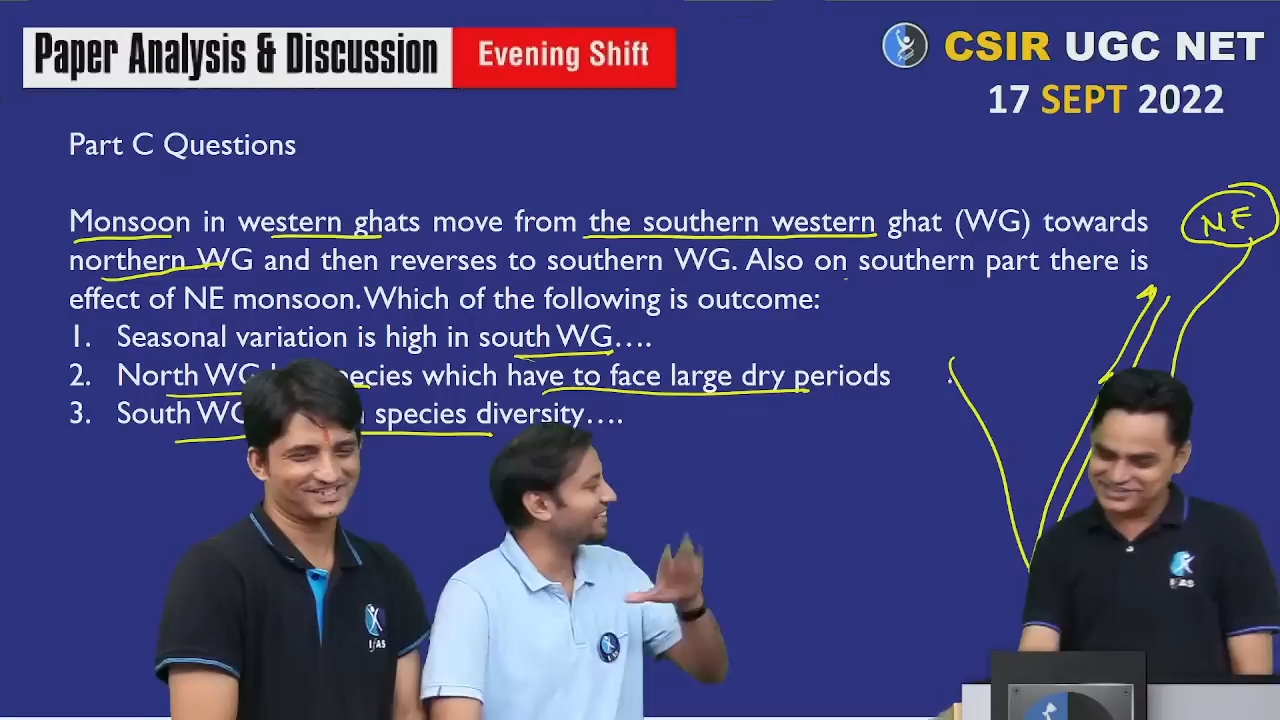 Paper Analysis & Discussion Evening Shift
CSIR UGC NET
17 SEPT 2022
Part C Questions
Monsoon in western ghats move from the southern western ghat (WG) towards
northern WG and then reverses to southern WG. Also on southern part there is
effect of NE monsoon. Which of the following is outcome:
1. Seasonal variation is high in south WG....
2. North WG species which have to face large dry periods
3. South WG species diversity....
NE
IFAS
IFAS